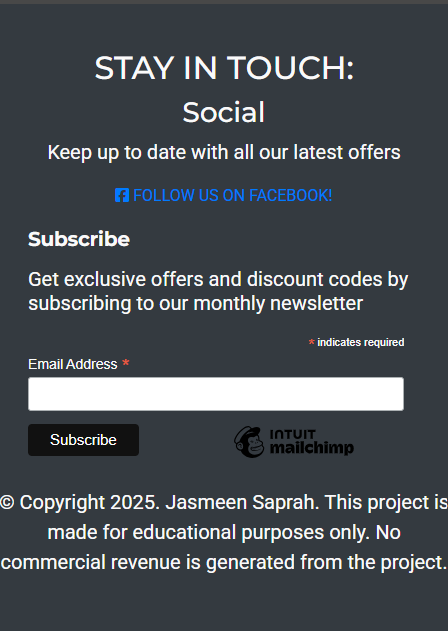 STAY IN TOUCH:
Social
Keep up to date with all our latest offers
FOLLOW US ON FACEBOOK!
Subscribe
Get exclusive offers and discount codes by
subscribing to our monthly newsletter
* indicates required
Email Address *
Subscribe
INTUIT
mailchimp
© Copyright 2025. Jasmeen Saprah. This project is
made for educational purposes only. No
commercial revenue is generated from the project.